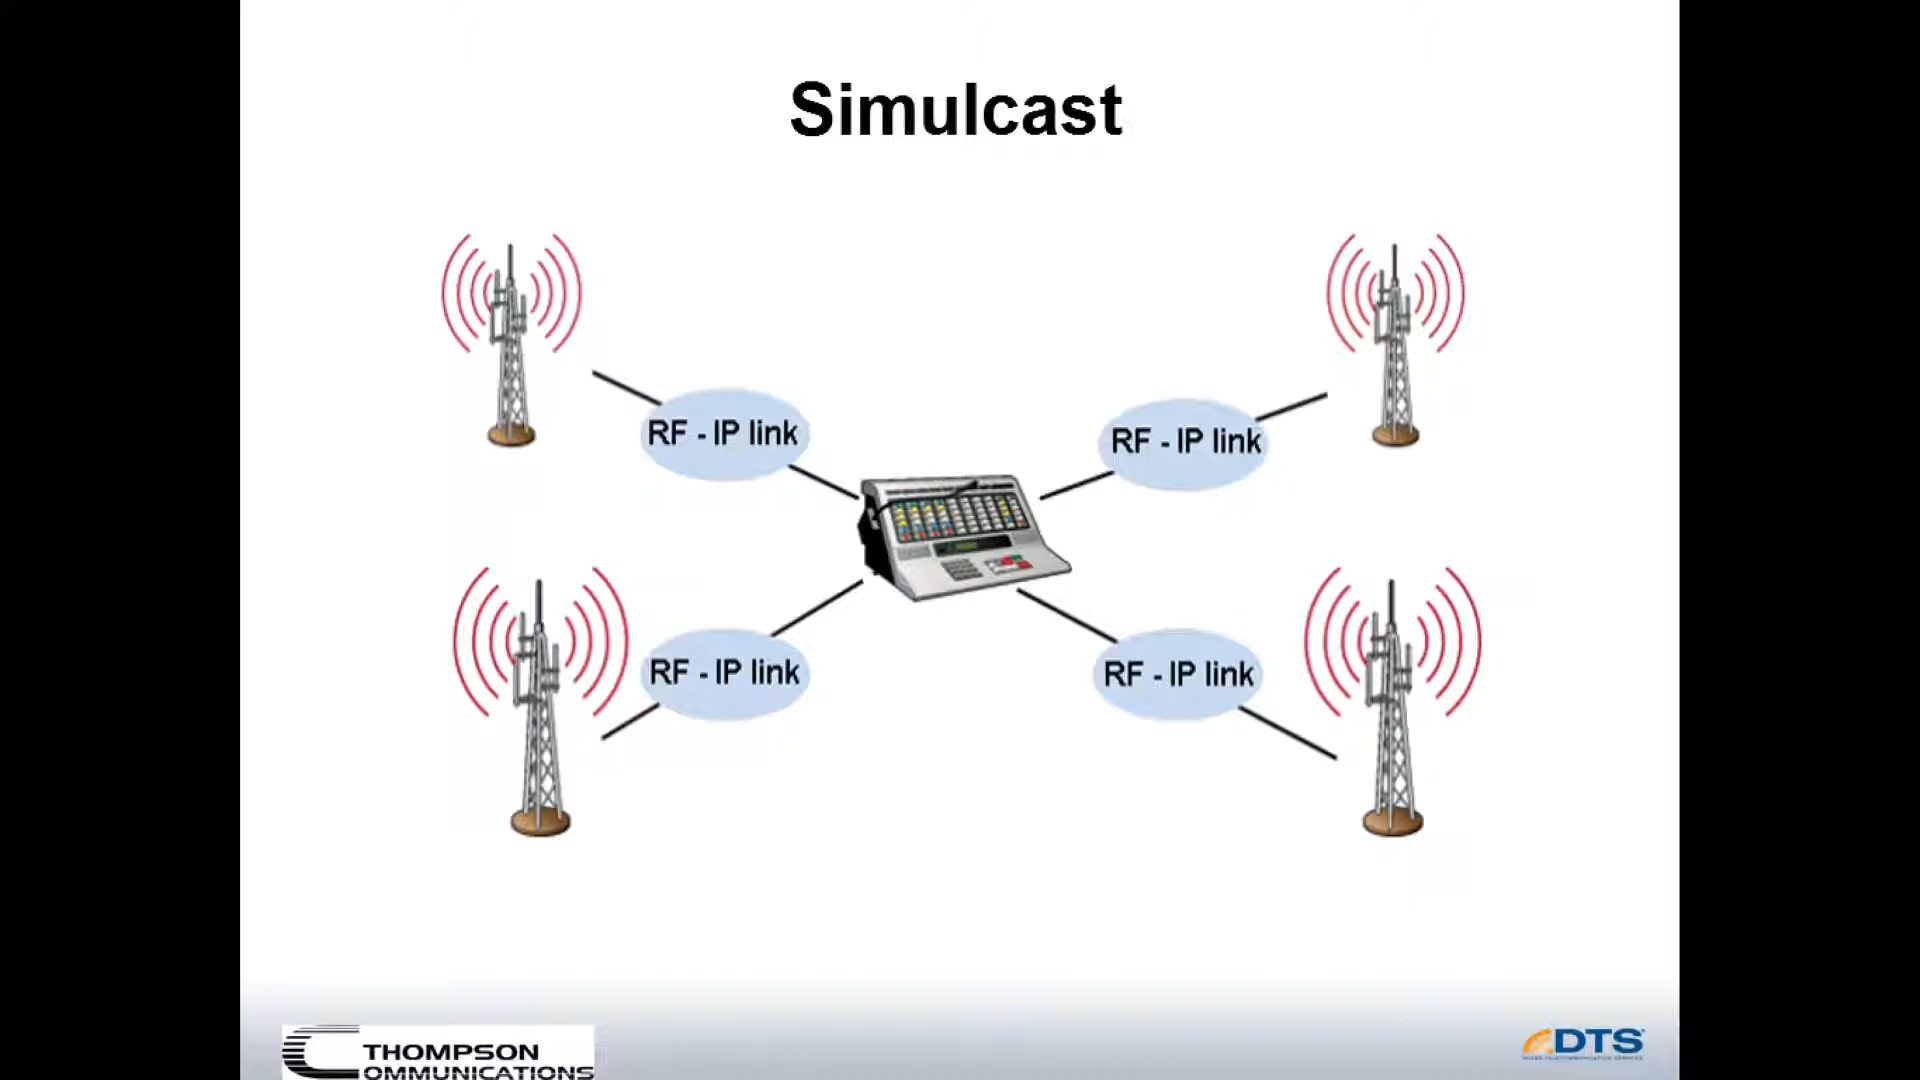 Simulcast
RF - IP link
RF - IP link
RF - IP link
RF - IP link
THOMPSON
OMMUNICATIONS
DTS